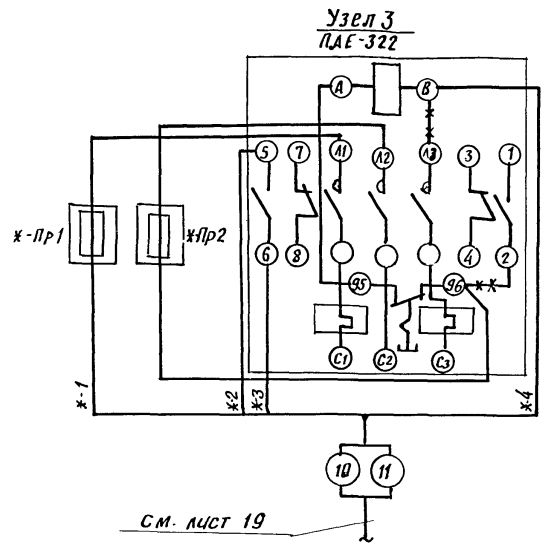 Узел 3
ПАЕ-322
А В
5 7 Л1 Л2 Л3 3 1
ж-Пр1 ж-Пр2
6 8 4 2
95 96
С1 С2 С3
ж-1 ж-2 ж-3 ж-4
10 11
См. лист 19